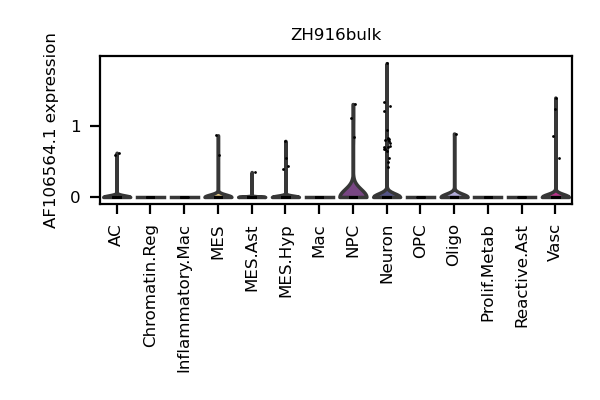 ZH916bulk
AF106564.1 expression
1
0
AC
Chromatin.Reg
Inflammatory.Mac
MES
MES.Ast
MES.Hyp
Mac
NPC
Neuron
OPC
Oligo
Prolif.Metab
Reactive.Ast
Vasc